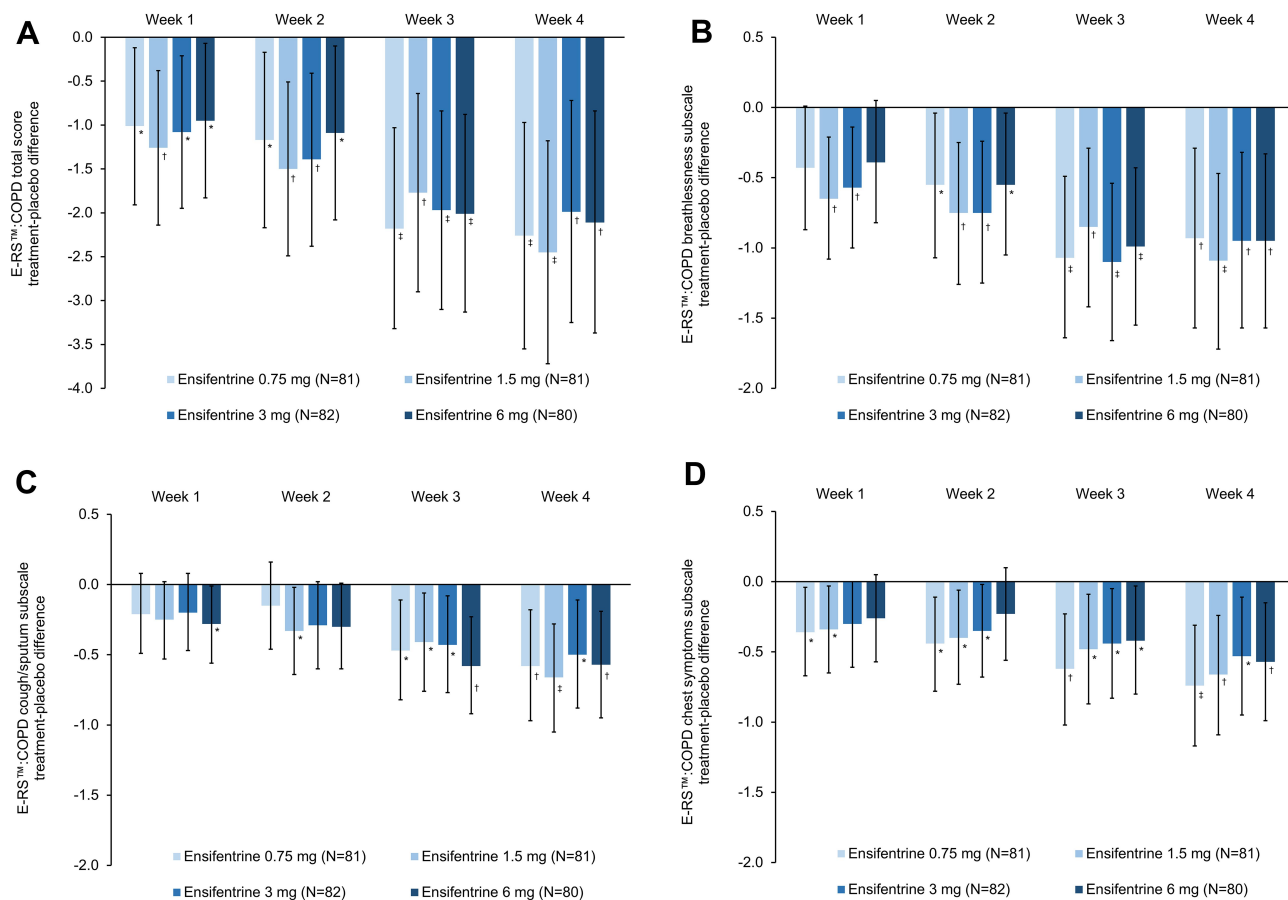 A
Week 1 Week 2 Week 3 Week 4
E-RS™:COPD total score
treatment-placebo difference
0.0
-0.5
* * * *
-1.0
†
* † † *
-1.5
‡ † ‡ ‡
-2.0
‡ ‡ † †
-2.5
-3.0
-3.5
-4.0
Ensifentrine 0.75 mg (N=81) Ensifentrine 1.5 mg (N=81)
Ensifentrine 3 mg (N=82) Ensifentrine 6 mg (N=80)
B
Week 1 Week 2 Week 3 Week 4
E-RS™:COPD breathlessness subscale
treatment-placebo difference
0.5
0.0
-0.5
† †
* † † *
-1.0
‡ † ‡ ‡
† ‡ † †
-1.5
-2.0
Ensifentrine 0.75 mg (N=81) Ensifentrine 1.5 mg (N=81)
Ensifentrine 3 mg (N=82) Ensifentrine 6 mg (N=80)
C
Week 1 Week 2 Week 3 Week 4
E-RS™:COPD cough/sputum subscale
treatment-placebo difference
0.5
0.0
*
*
-0.5
* * * †
† ‡ * †
-1.0
-1.5
-2.0
Ensifentrine 0.75 mg (N=81) Ensifentrine 1.5 mg (N=81)
Ensifentrine 3 mg (N=82) Ensifentrine 6 mg (N=80)
D
Week 1 Week 2 Week 3 Week 4
E-RS™:COPD chest symptoms subscale
treatment-placebo difference
0.5
0.0
* *
* * *
-0.5
† * * *
‡ † * †
-1.0
-1.5
-2.0
Ensifentrine 0.75 mg (N=81) Ensifentrine 1.5 mg (N=81)
Ensifentrine 3 mg (N=82) Ensifentrine 6 mg (N=80)